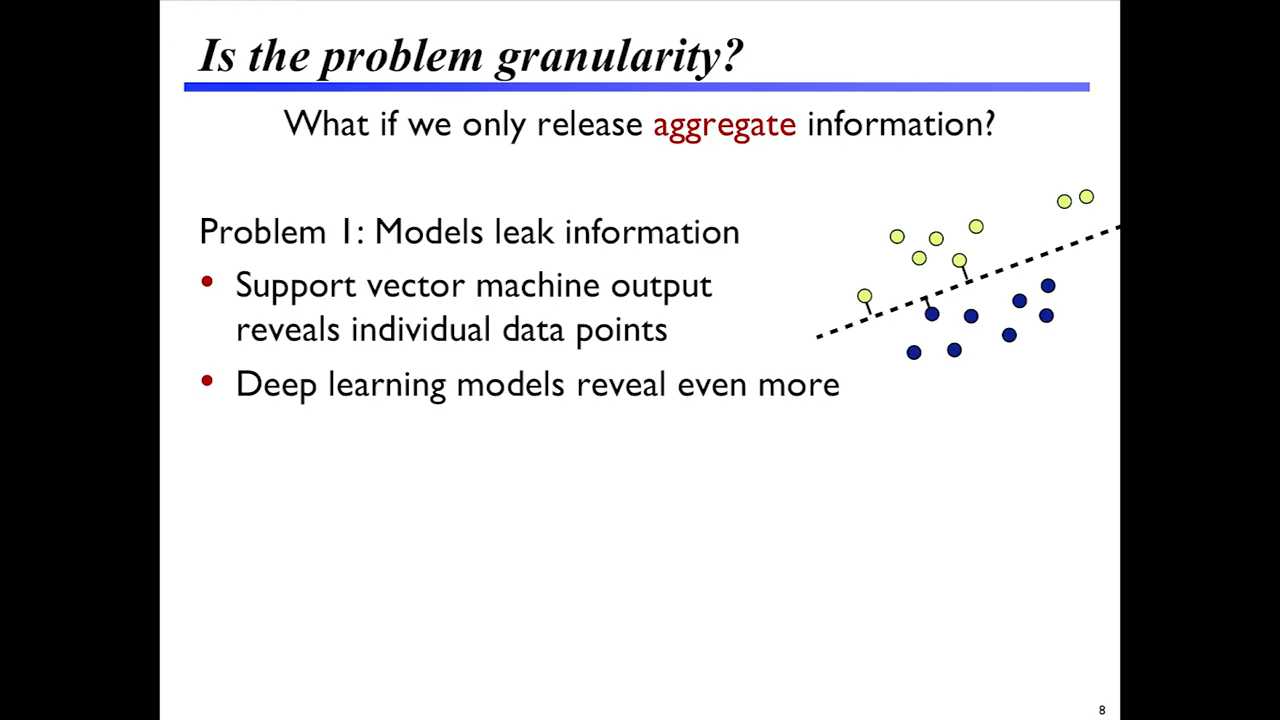 Is the problem granularity?
What if we only release aggregate information?
Problem 1: Models leak information
• Support vector machine output
reveals individual data points
• Deep learning models reveal even more
8